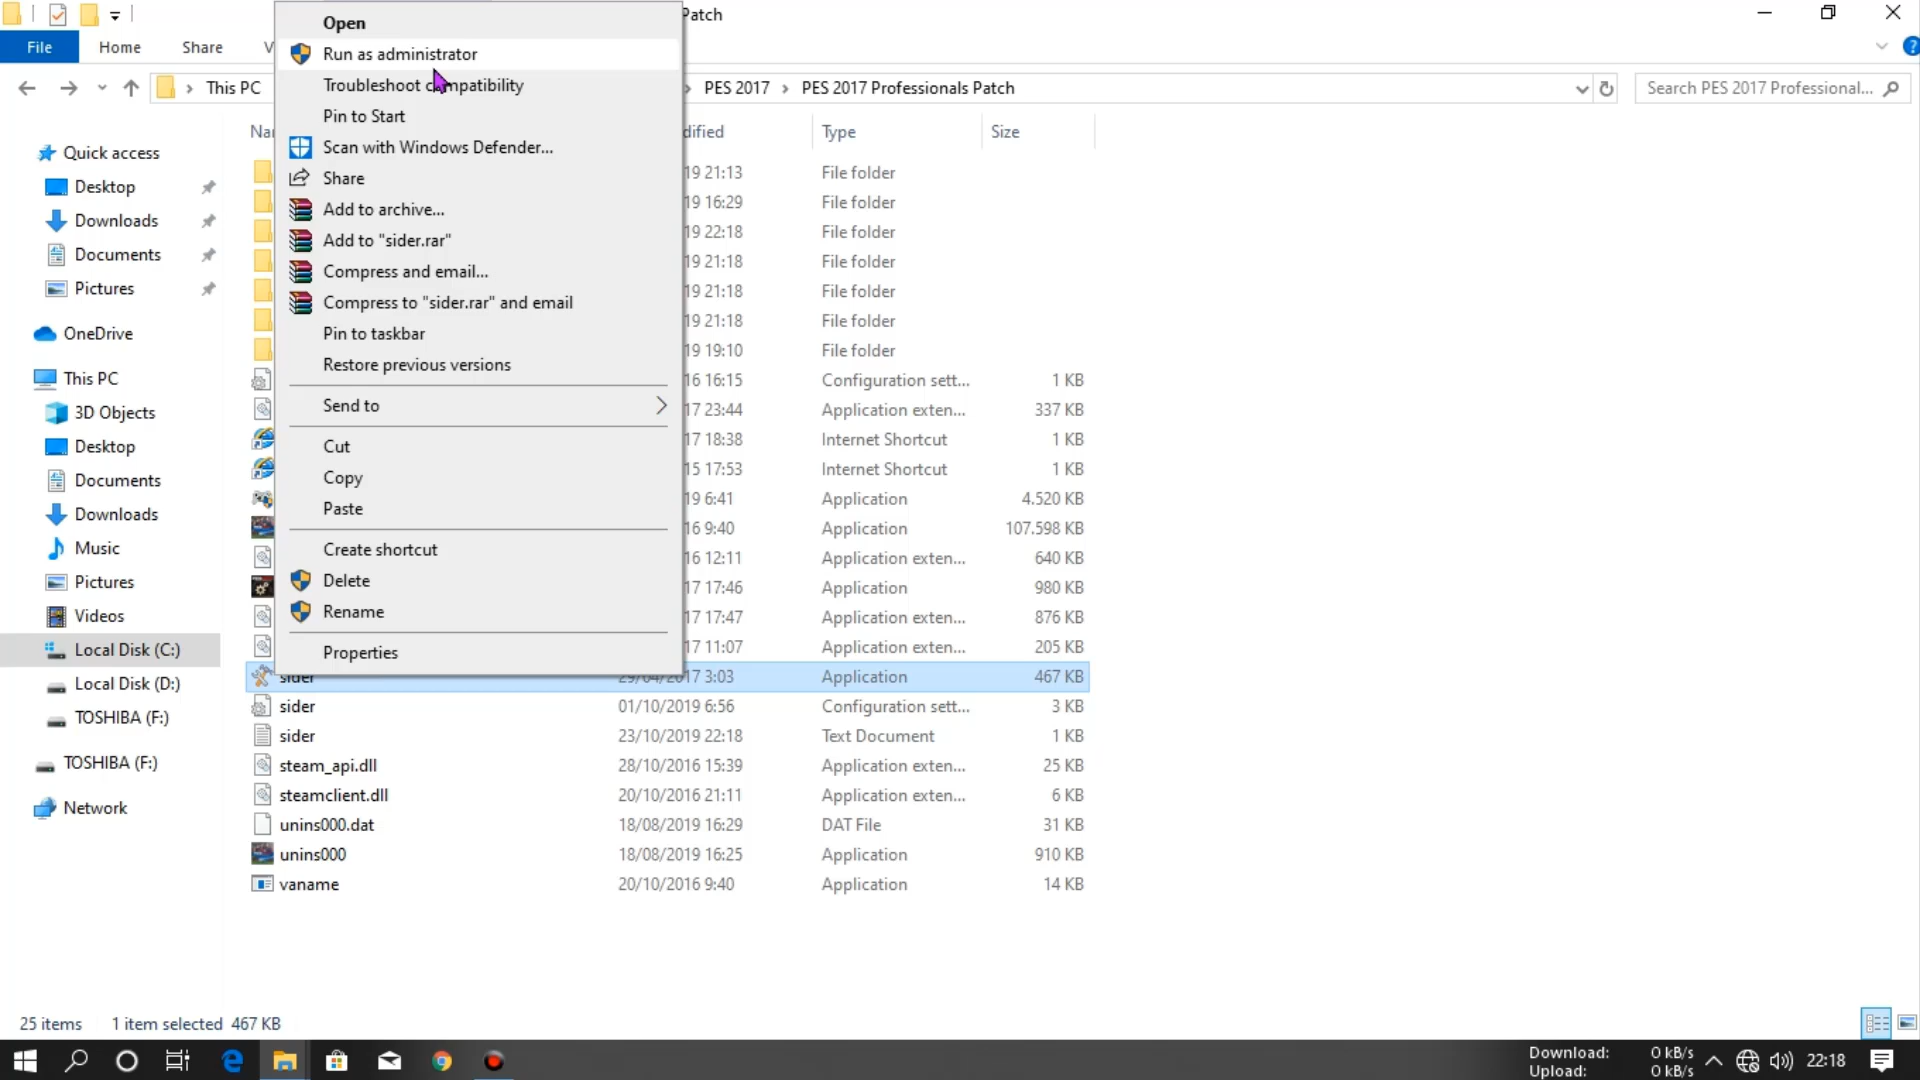 Patch
File
Home
Share
V
This PC
PES 2017
PES 2017 Professionals Patch
Search PES 2017 Professional...
Open
Run as administrator
Troubleshoot compatibility
Pin to Start
Scan with Windows Defender...
Share
Add to archive...
Add to "sider.rar"
Compress and email...
Compress to "sider.rar" and email
Pin to taskbar
Restore previous versions
Send to
Cut
Copy
Paste
Create shortcut
Delete
Rename
Properties
Quick access
Desktop
Downloads
Documents
Pictures
OneDrive
This PC
3D Objects
Desktop
Documents
Downloads
Music
Pictures
Videos
Local Disk (C:)
Local Disk (D:)
TOSHIBA (F:)
TOSHIBA (F:)
Network
Na dified Type Size
19 21:13 File folder
19 16:29 File folder
19 22:18 File folder
19 21:18 File folder
19 21:18 File folder
19 21:18 File folder
19 19:10 File folder
16 16:15 Configuration sett... 1 KB
17 23:44 Application exten... 337 KB
17 18:38 Internet Shortcut 1 KB
15 17:53 Internet Shortcut 1 KB
19 6:41 Application 4.520 KB
16 9:40 Application 107.598 KB
16 12:11 Application exten... 640 KB
17 17:46 Application 980 KB
17 17:47 Application exten... 876 KB
17 11:07 Application exten... 205 KB
sider 29/04/2017 3:03 Application 467 KB
sider 01/10/2019 6:56 Configuration sett... 3 KB
sider 23/10/2019 22:18 Text Document 1 KB
steam_api.dll 28/10/2016 15:39 Application exten... 25 KB
steamclient.dll 20/10/2016 21:11 Application exten... 6 KB
unins000.dat 18/08/2019 16:29 DAT File 31 KB
unins000 18/08/2019 16:25 Application 910 KB
vaname 20/10/2016 9:40 Application 14 KB
25 items 1 item selected 467 KB
Download: 0 kB/s
Upload: 0 kB/s
22:18